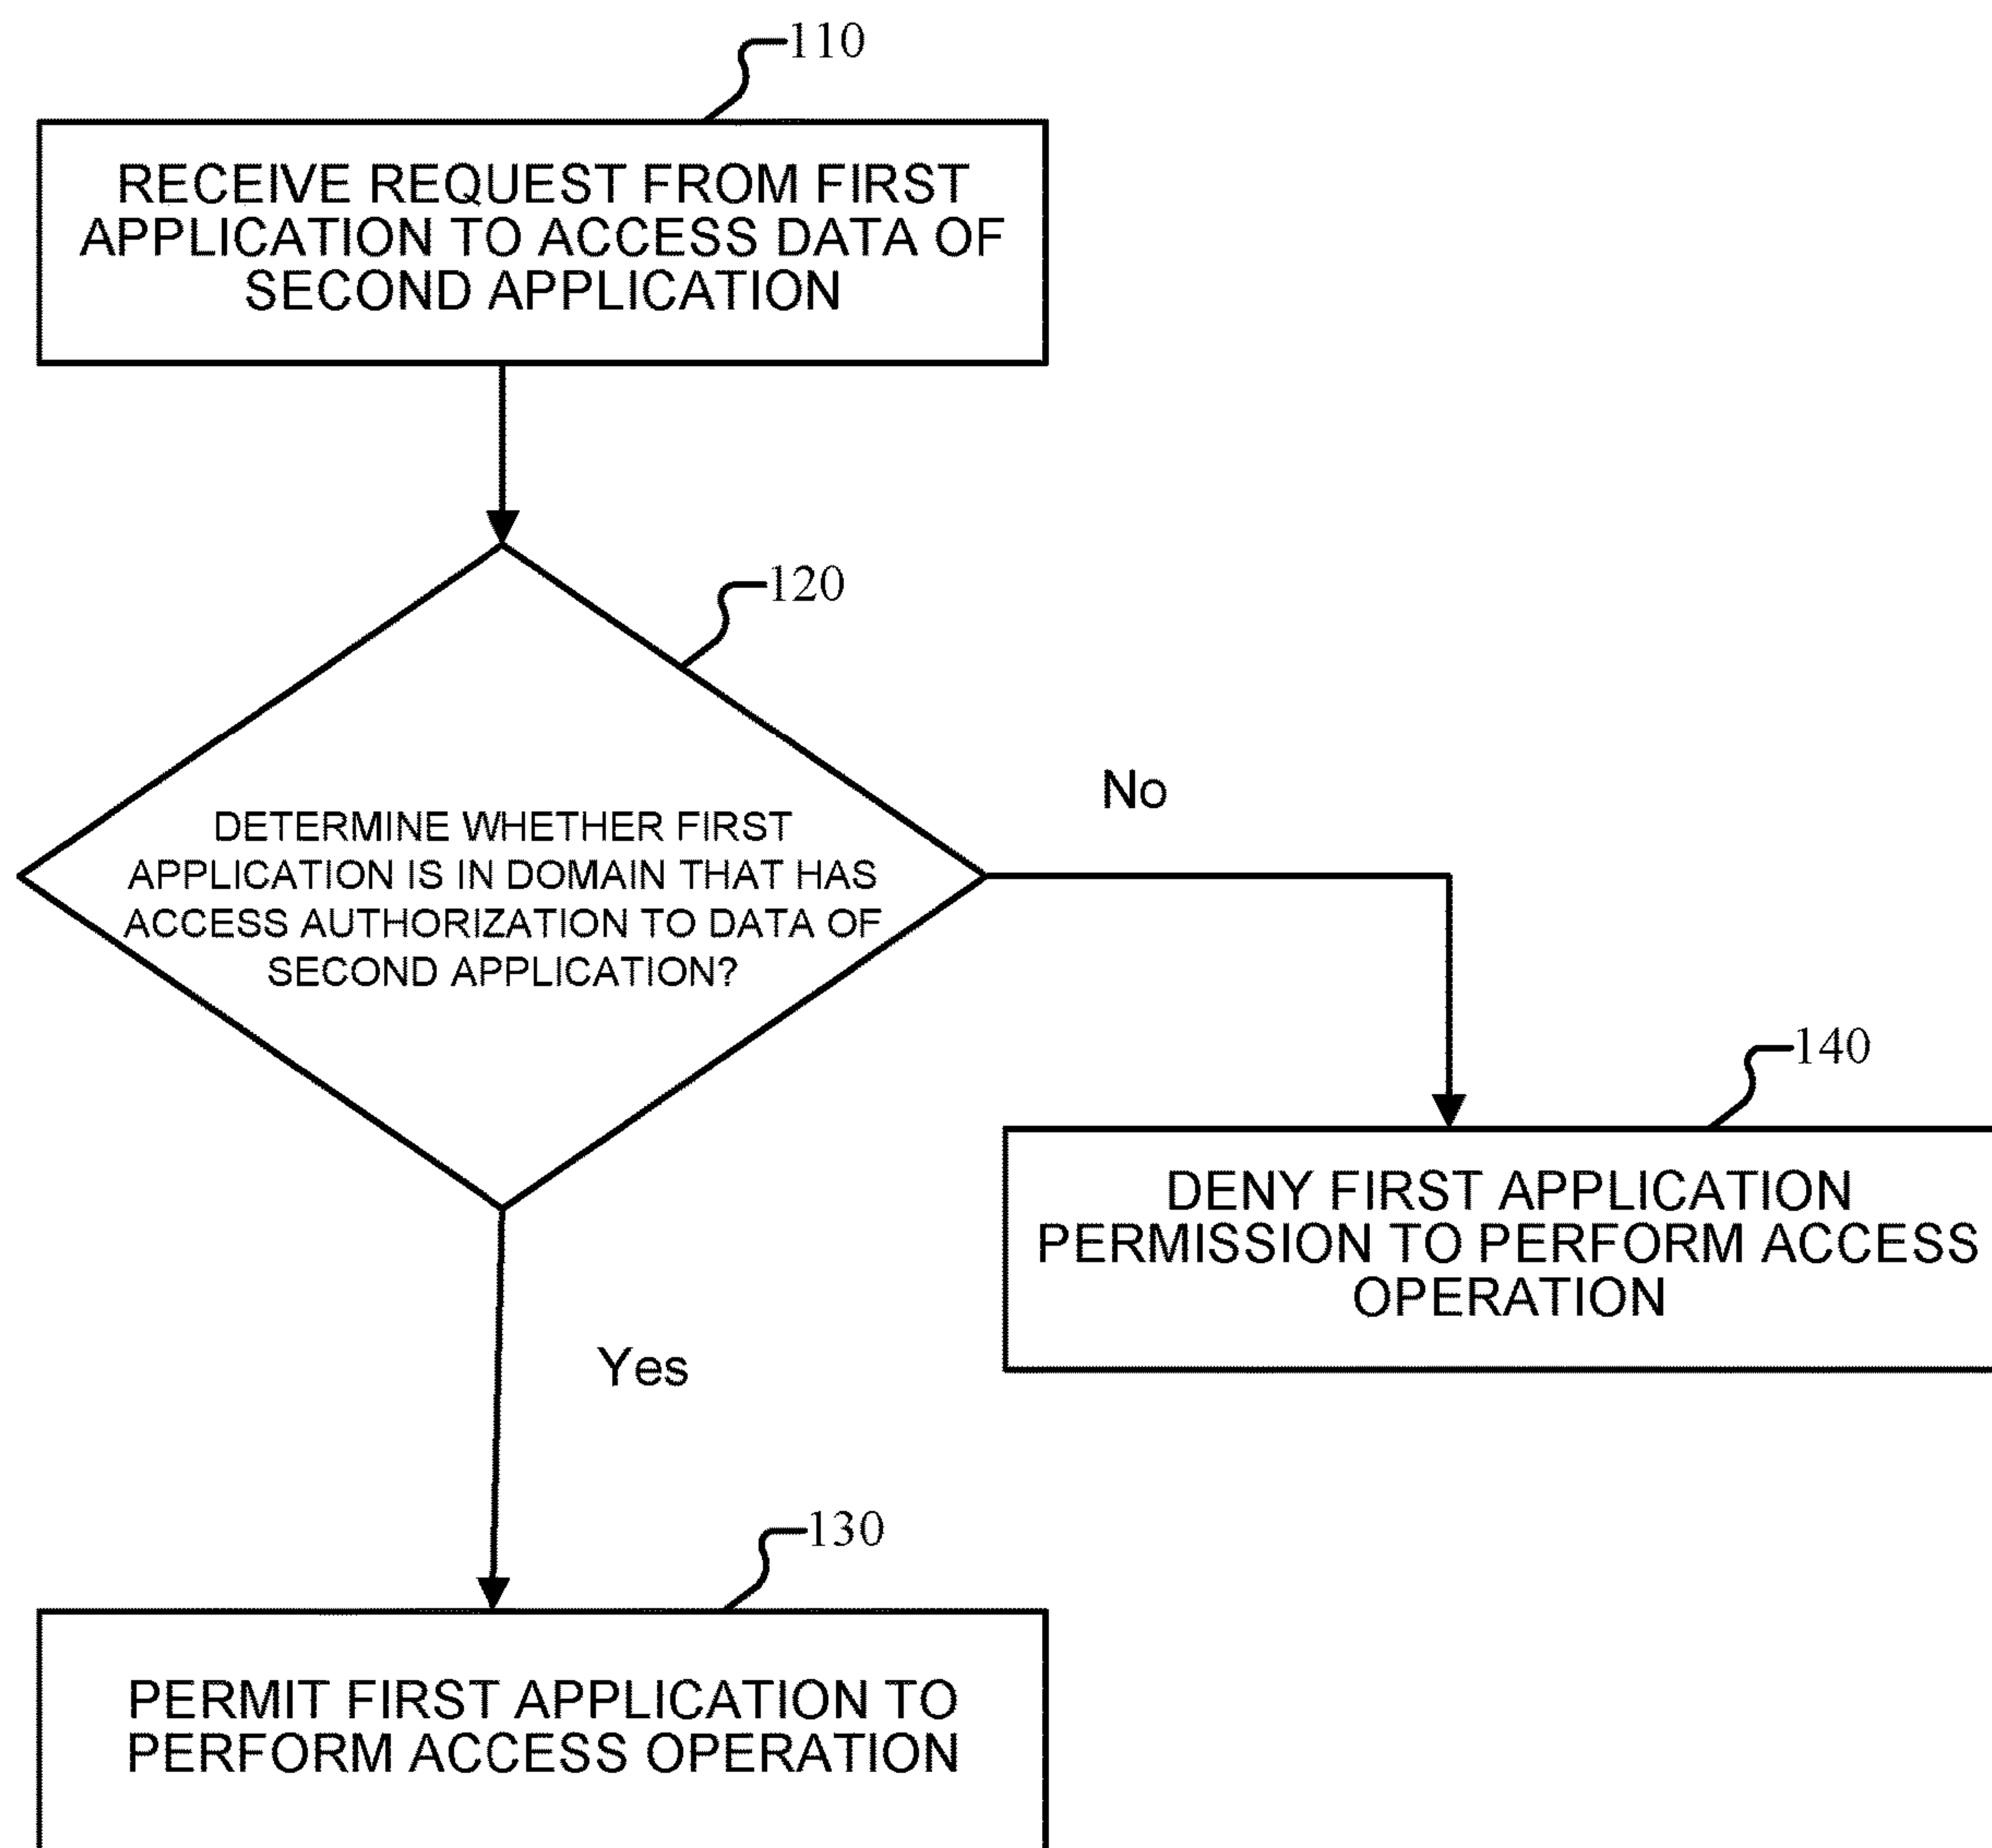 110
RECEIVE REQUEST FROM FIRST
APPLICATION TO ACCESS DATA OF
SECOND APPLICATION
120
DETERMINE WHETHER FIRST
APPLICATION IS IN DOMAIN THAT HAS
ACCESS AUTHORIZATION TO DATA OF
SECOND APPLICATION?
No
140
DENY FIRST APPLICATION
PERMISSION TO PERFORM ACCESS
OPERATION
Yes
130
PERMIT FIRST APPLICATION TO
PERFORM ACCESS OPERATION